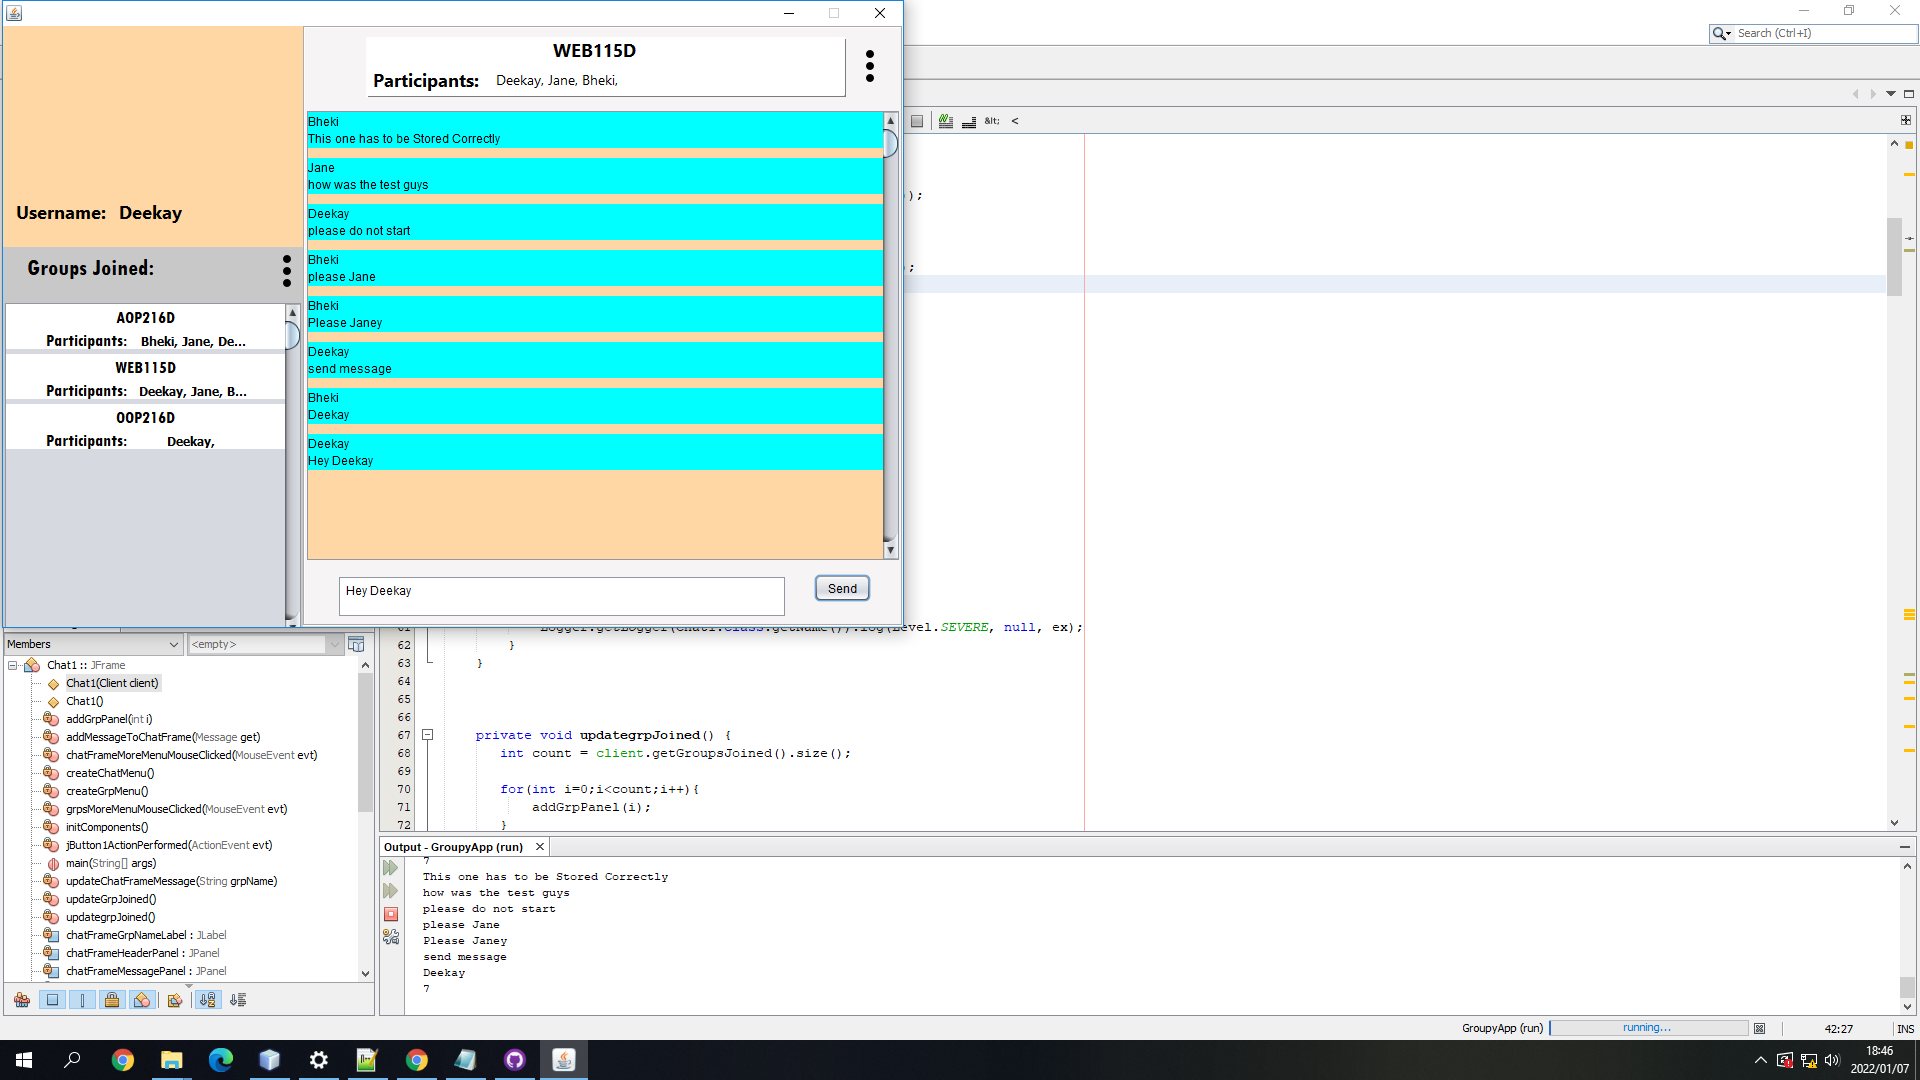 WEB115D
Participants: Deekay, Jane, Bheki,
Username: Deekay
Groups Joined:
AOP216D
Participants: Bheki, Jane, De...
WEB115D
Participants: Deekay, Jane, B...
OOP216D
Participants: Deekay,
Bheki
This one has to be Stored Correctly
Jane
how was the test guys
Deekay
please do not start
Bheki
please Jane
Bheki
Please Janey
Deekay
send message
Bheki
Deekay
Deekay
Hey Deekay
Hey Deekay
Send
Search (Ctrl+I)
&lt; <
);
;
Members
<empty>
Chat1 :: JFrame
Chat1(Client client)
Chat1()
addGrpPanel(int i)
addMessageToChatFrame(Message get)
chatFrameMoreMenuMouseClicked(MouseEvent evt)
createChatMenu()
createGrpMenu()
grpsMoreMenuMouseClicked(MouseEvent evt)
initComponents()
jButton1ActionPerformed(ActionEvent evt)
main(String[] args)
updateChatFrameMessage(String grpName)
updateGrpJoined()
updategrpJoined()
chatFrameGrpNameLabel : JLabel
chatFrameHeaderPanel : JPanel
chatFrameMessagePanel : JPanel
61 Logger.getLogger(Chat1.class.getName()).log(Level.SEVERE, null, ex);
62 }
63 }
64
65
66
67 private void updategrpJoined() {
68 int count = client.getGroupsJoined().size();
69
70 for(int i=0;i<count;i++){
71 addGrpPanel(i);
72 }
Output - GroupyApp (run)
7
This one has to be Stored Correctly
how was the test guys
please do not start
please Jane
Please Janey
send message
Deekay
7
GroupyApp (run) running... 42:27 INS
18:46
2022/01/07